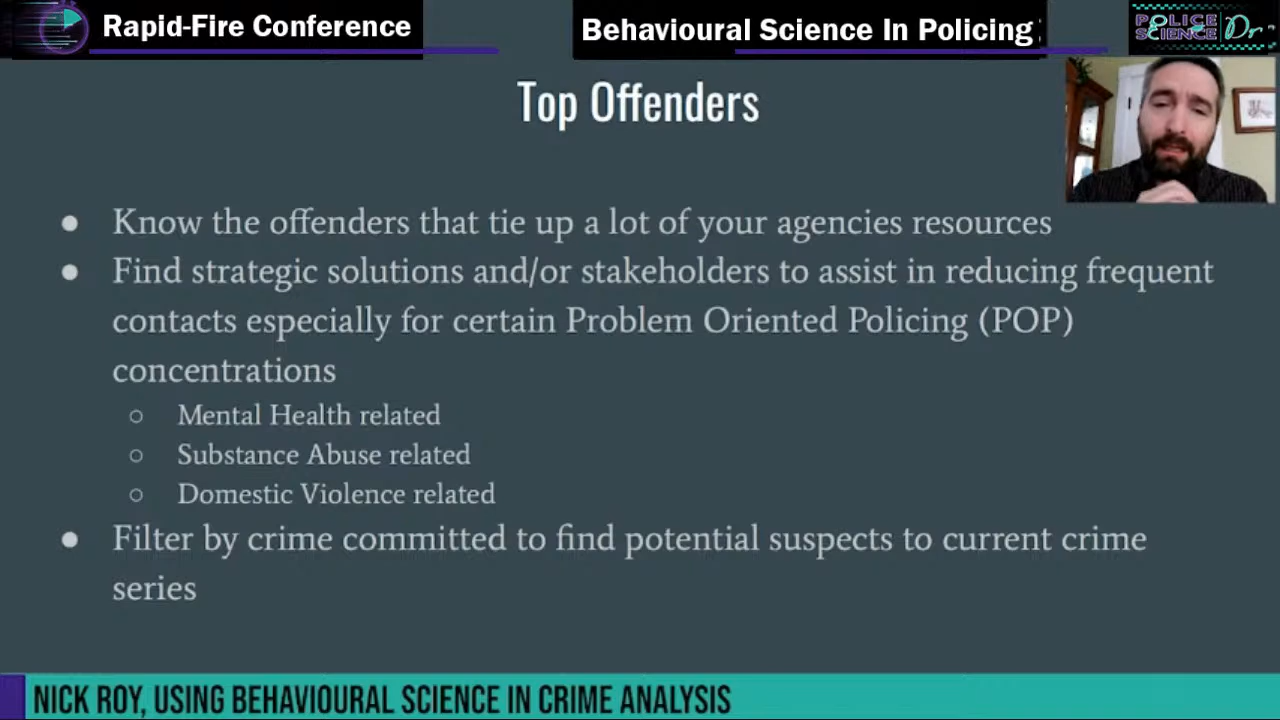 Rapid-Fire Conference
Behavioural Science In Policing
POLICE
SCIENCE
Dr
Top Offenders
● Know the offenders that tie up a lot of your agencies resources
● Find strategic solutions and/or stakeholders to assist in reducing frequent
contacts especially for certain Problem Oriented Policing (POP)
concentrations
○ Mental Health related
○ Substance Abuse related
○ Domestic Violence related
● Filter by crime committed to find potential suspects to current crime
series
NICK ROY, USING BEHAVIOURAL SCIENCE IN CRIME ANALYSIS